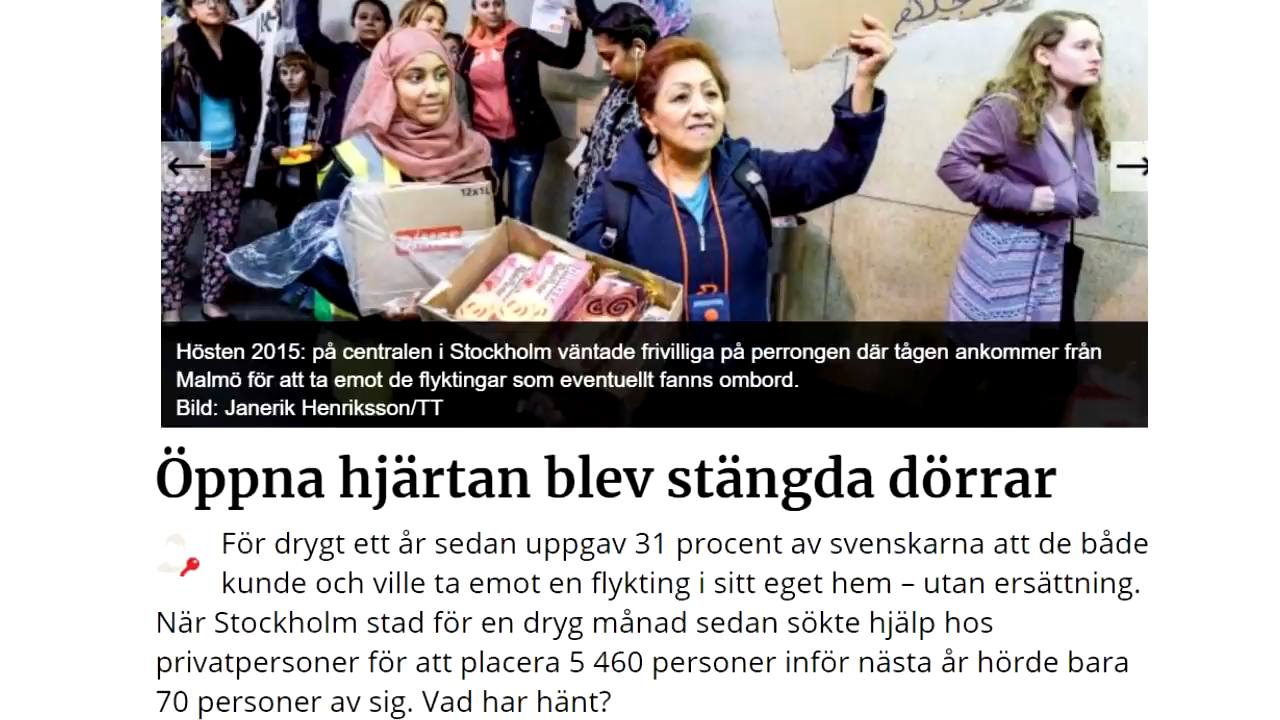 12x1L
Hösten 2015: på centralen i Stockholm väntade frivilliga på perrongen där tågen ankommer från
Malmö för att ta emot de flyktingar som eventuellt fanns ombord.
Bild: Janerik Henriksson/TT
Öppna hjärtan blev stängda dörrar
För drygt ett år sedan uppgav 31 procent av svenskarna att de både
kunde och ville ta emot en flykting i sitt eget hem – utan ersättning.
När Stockholm stad för en dryg månad sedan sökte hjälp hos
privatpersoner för att placera 5 460 personer inför nästa år hörde bara
70 personer av sig. Vad har hänt?